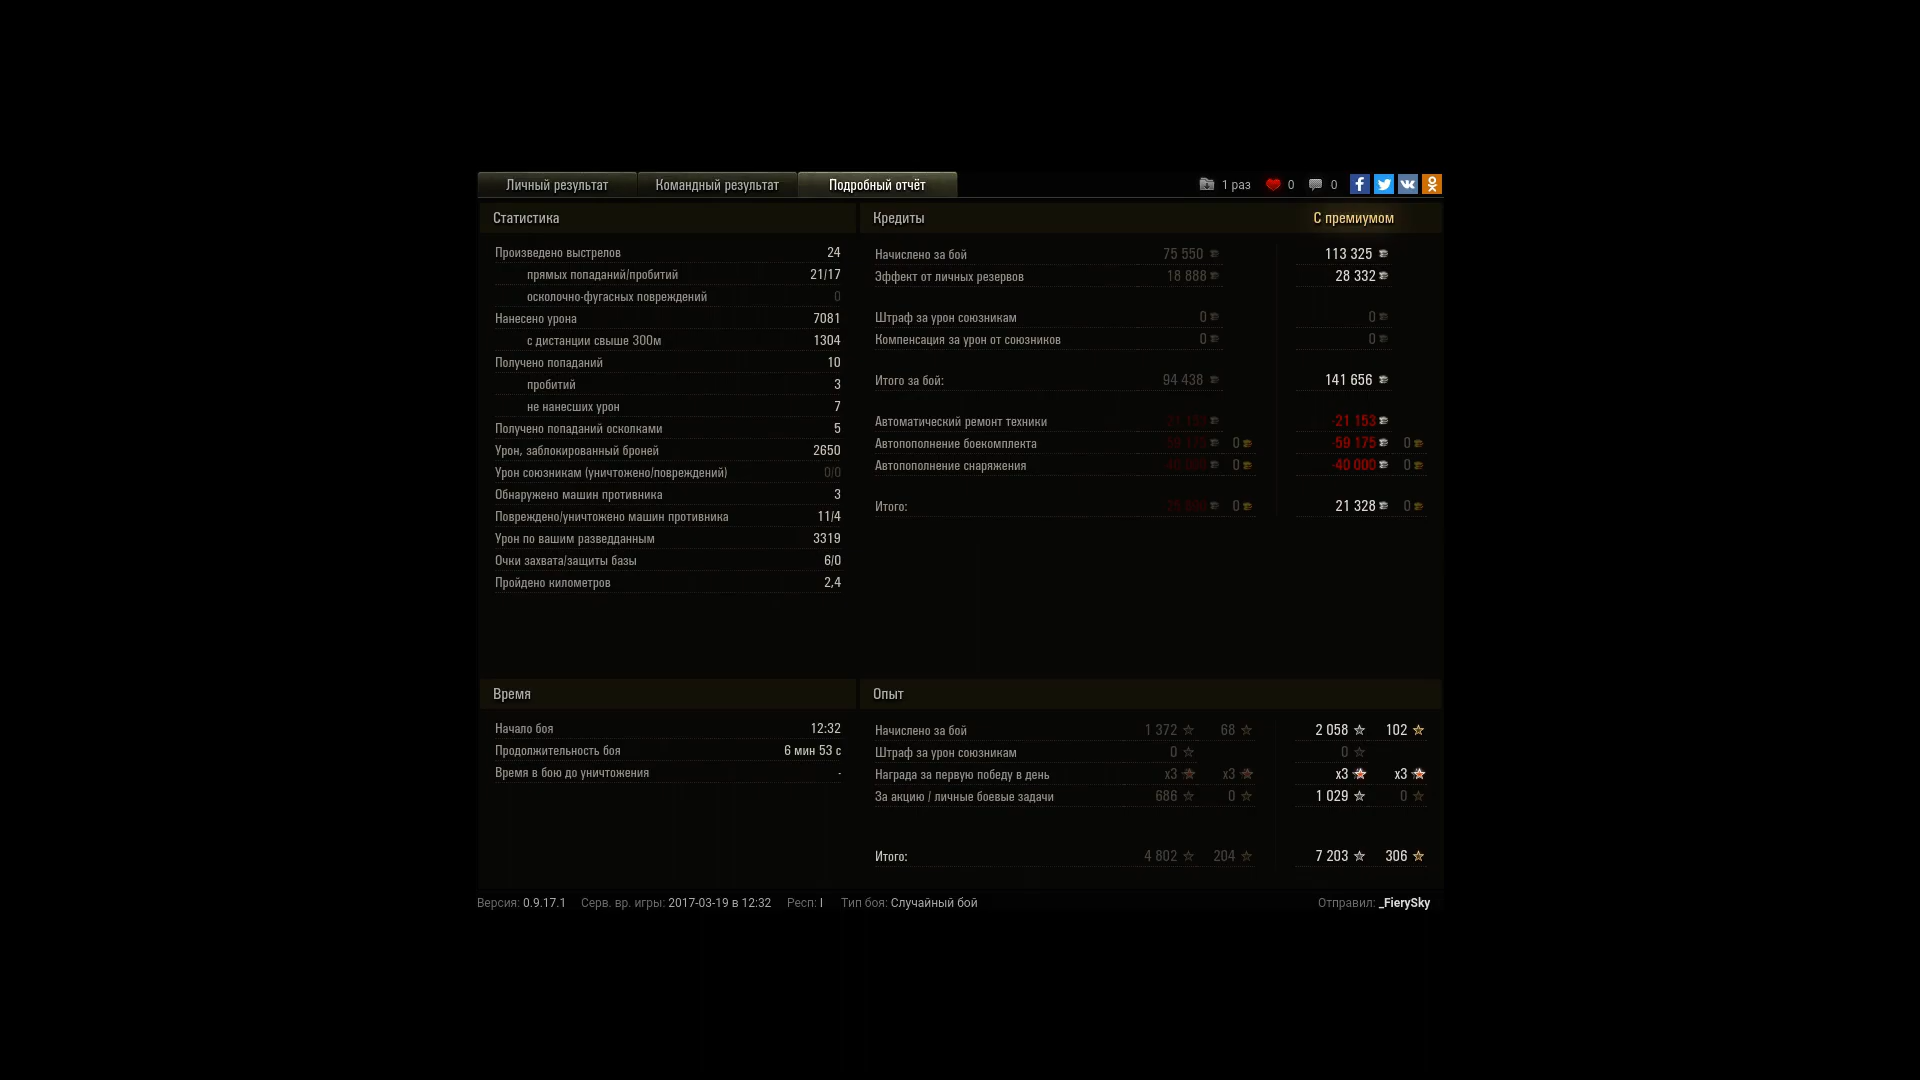 Личный результат Командный результат Подробный отчёт 1 раз 0 0
Статистика
Произведено выстрелов 24
прямых попаданий/пробитий 21/17
осколочно-фугасных повреждений 0
Нанесено урона 7081
с дистанции свыше 300м 1304
Получено попаданий 10
пробитий 3
не нанесших урон 7
Получено попаданий осколками 5
Урон, заблокированный броней 2650
Урон союзникам (уничтожено/повреждений) 0/0
Обнаружено машин противника 3
Повреждено/уничтожено машин противника 11/4
Урон по вашим разведданным 3319
Очки захвата/защиты базы 6/0
Пройдено километров 2,4
Кредиты С премиумом
Начислено за бой 75 550 113 325
Эффект от личных резервов 18 888 28 332
Штраф за урон союзникам 0 0
Компенсация за урон от союзников 0 0
Итого за бой: 94 438 141 656
Автоматический ремонт техники -21 153
Автопополнение боекомплекта 0 -59 175 0
Автопополнение снаряжения 0 -40 000 0
Итого: 0 21 328 0
Время
Начало боя 12:32
Продолжительность боя 6 мин 53 с
Время в бою до уничтожения -
Опыт
Начислено за бой 1 372 68 2 058 102
Штраф за урон союзникам 0 0
Награда за первую победу в день x3 x3 x3 x3
За акцию / личные боевые задачи 686 0 1 029 0
Итого: 4 802 204 7 203 306
Версия: 0.9.17.1 Серв. вр. игры: 2017-03-19 в 12:32 Респ: I Тип боя: Случайный бой Отправил: _FierySky